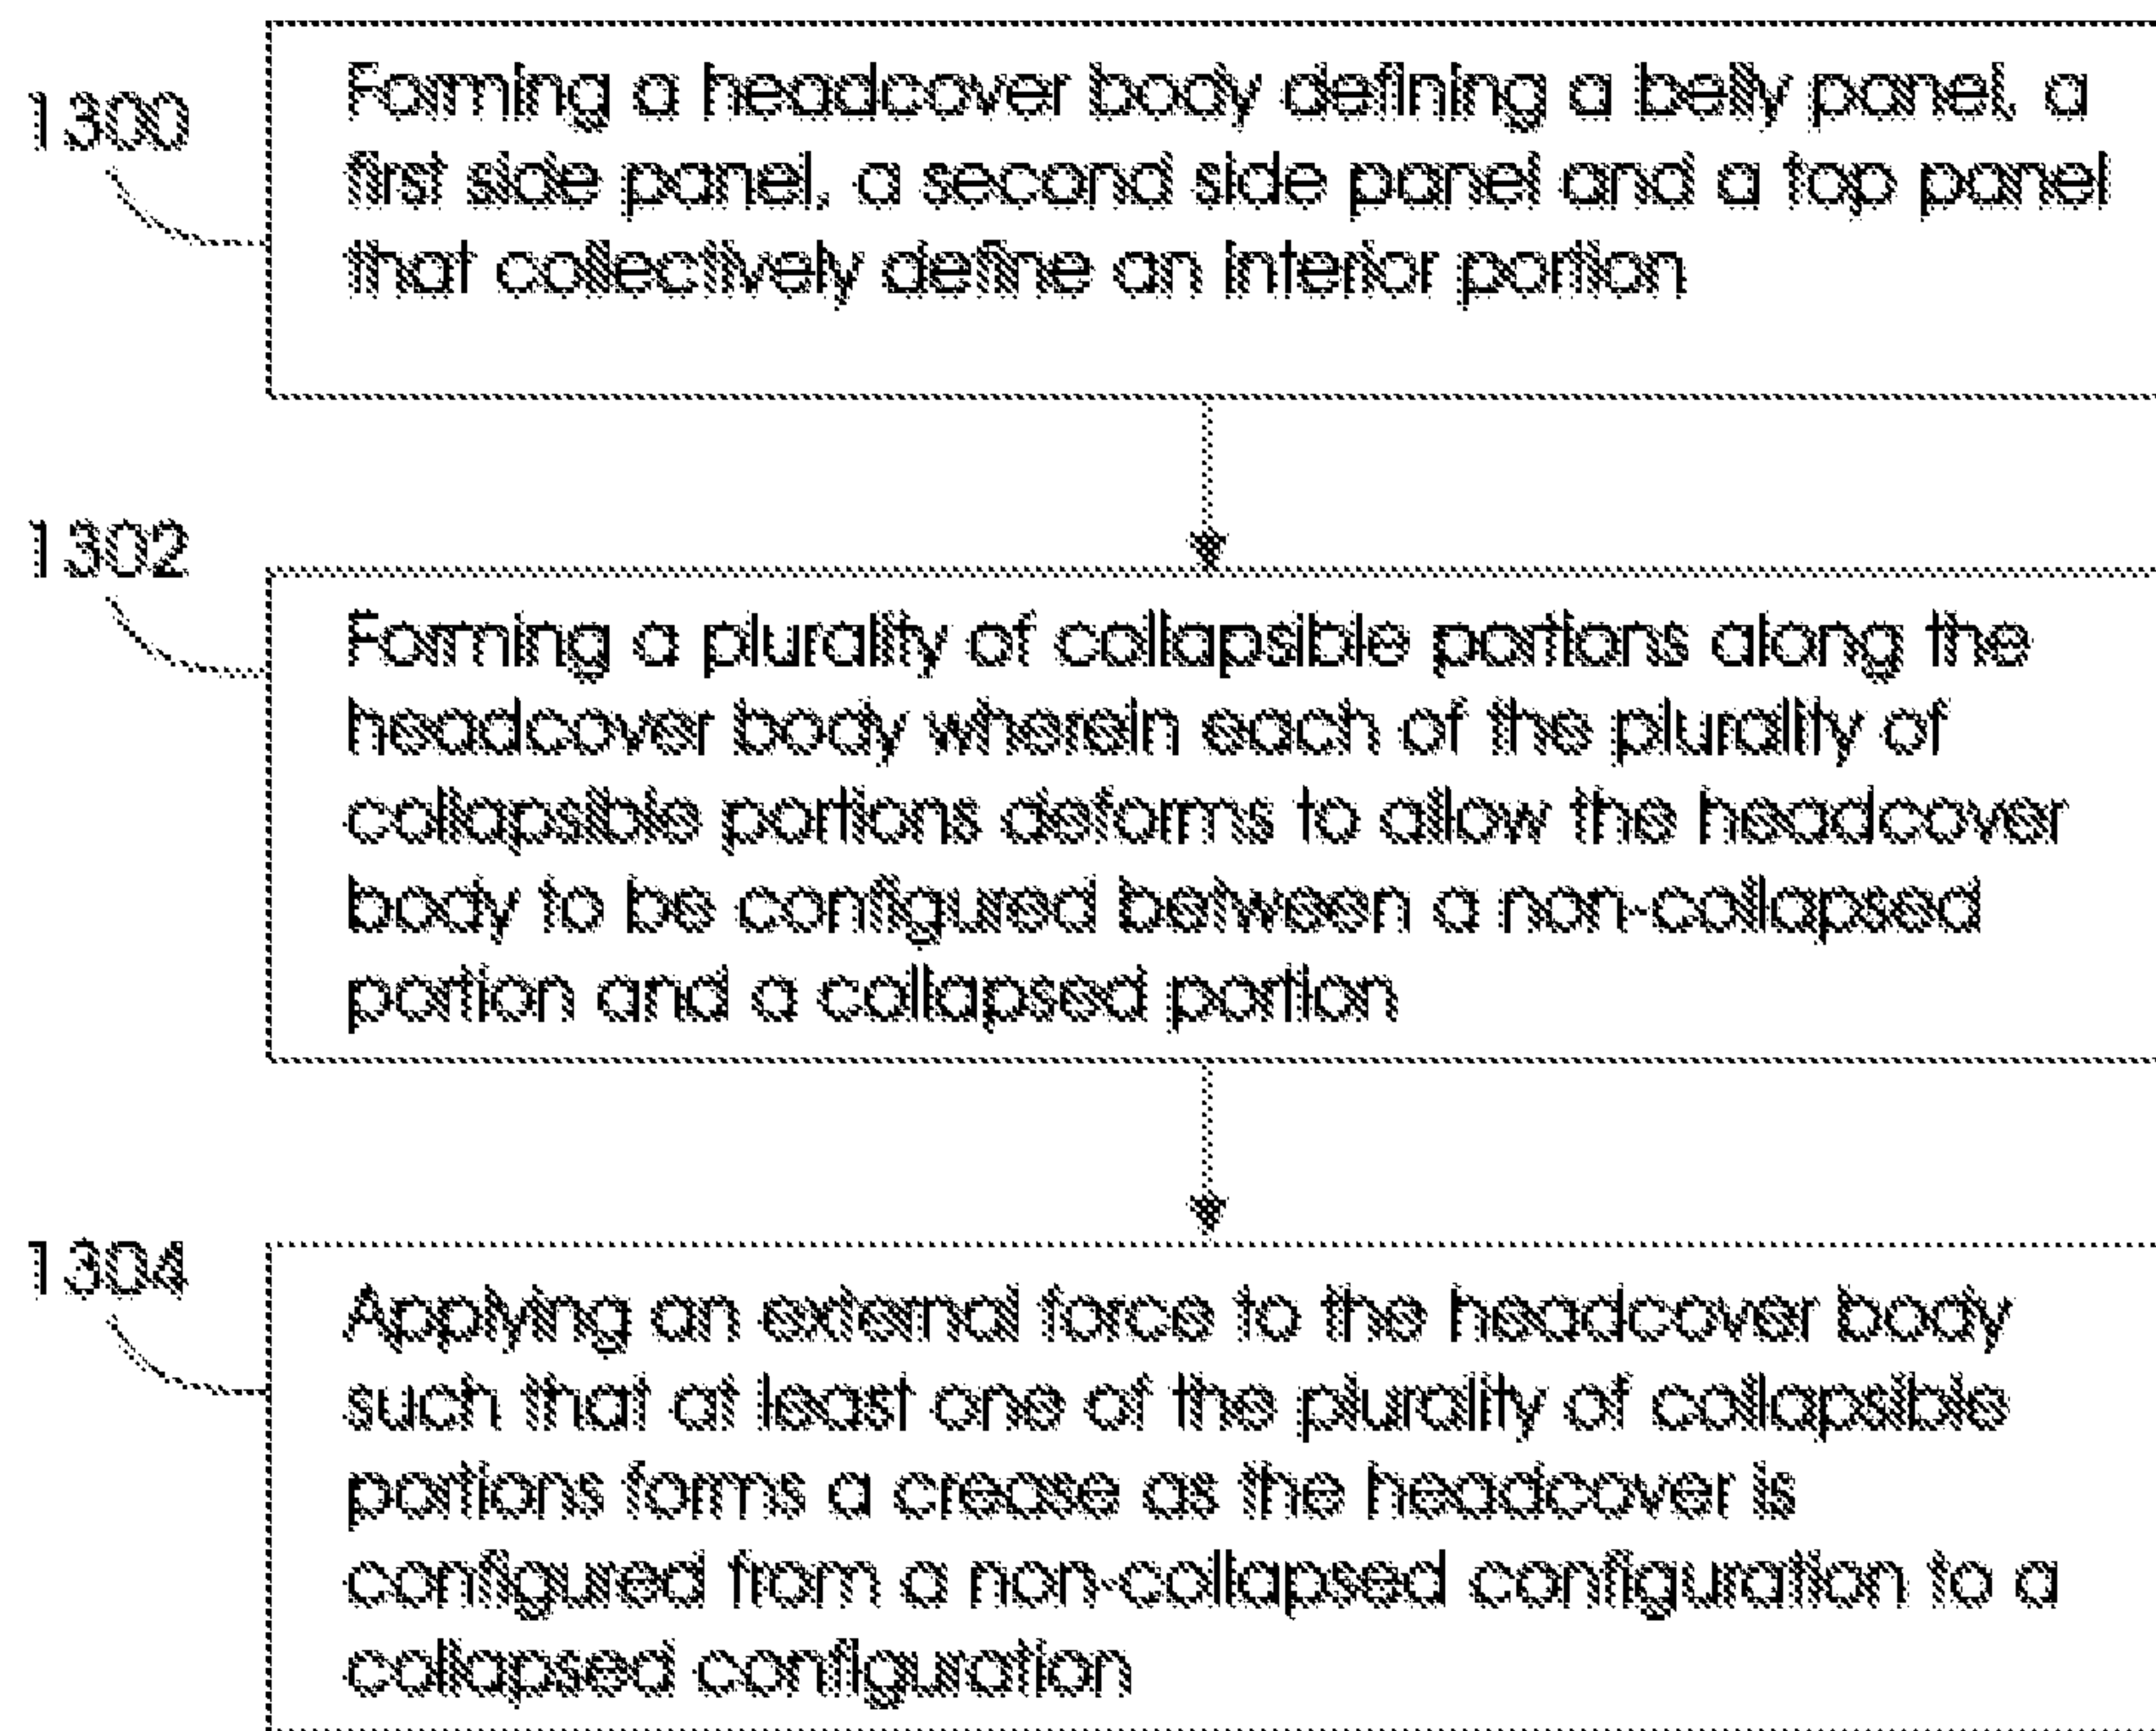 1300
Forming a headcover body defining a belly panel, a
first side panel, a second side panel and a top panel
that collectively define an interior portion
1302
Forming a plurality of collapsible portions along the
headcover body wherein each of the plurality of
collapsible portions deforms to allow the headcover
body to be configured between a non-collapsed
portion and a collapsed portion
1304
Applying an external force to the headcover body
such that at least one of the plurality of collapsible
portions forms a crease as the headcover is
configured from a non-collapsed configuration to a
collapsed configuration